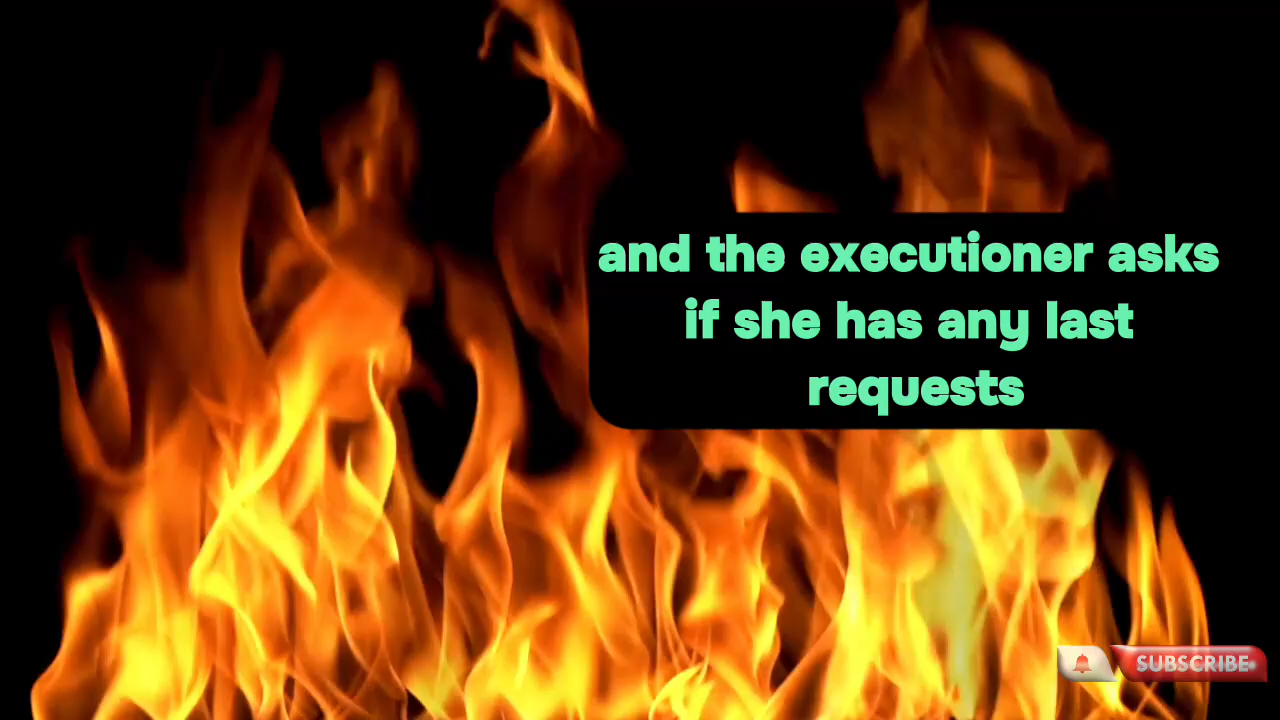 and the executioner asks
if she has any last
requests
SUBSCRIBE